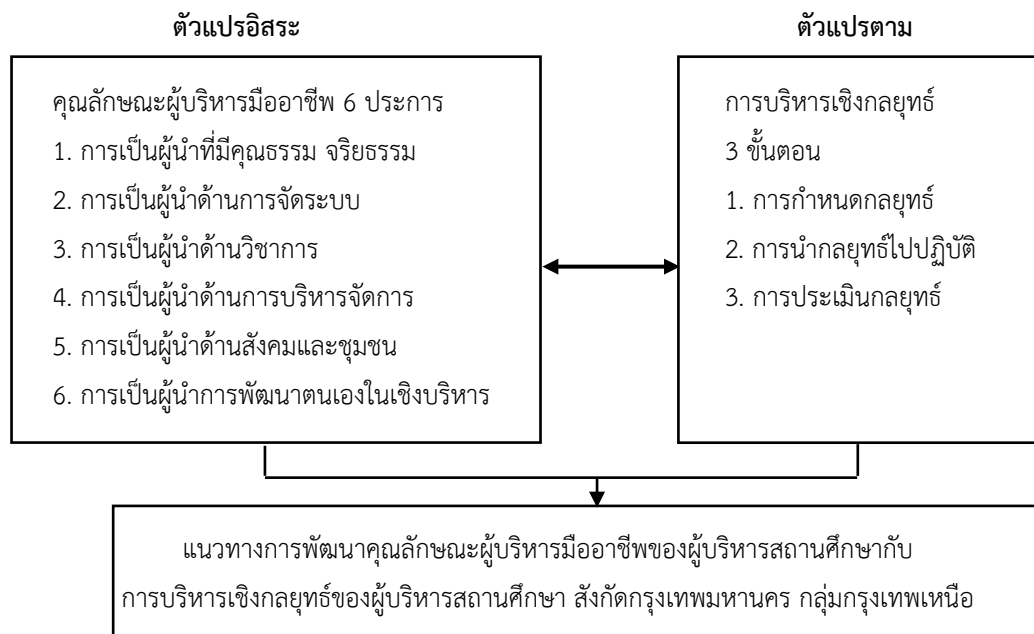 ตัวแปรอิสระ
คุณลักษณะผู้บริหารมืออาชีพ 6 ประการ
1. การเป็นผู้นำที่มีคุณธรรม จริยธรรม
2. การเป็นผู้นำด้านการจัดระบบ
3. การเป็นผู้นำด้านวิชาการ
4. การเป็นผู้นำด้านการบริหารจัดการ
5. การเป็นผู้นำด้านสังคมและชุมชน
6. การเป็นผู้นำการพัฒนาตนเองในเชิงบริหาร
ตัวแปรตาม
การบริหารเชิงกลยุทธ์
3 ขั้นตอน
1. การกำหนดกลยุทธ์
2. การนำกลยุทธ์ไปปฏิบัติ
3. การประเมินกลยุทธ์
แนวทางการพัฒนาคุณลักษณะผู้บริหารมืออาชีพของผู้บริหารสถานศึกษากับ
การบริหารเชิงกลยุทธ์ของผู้บริหารสถานศึกษา สังกัดกรุงเทพมหานคร กลุ่มกรุงเทพเหนือ